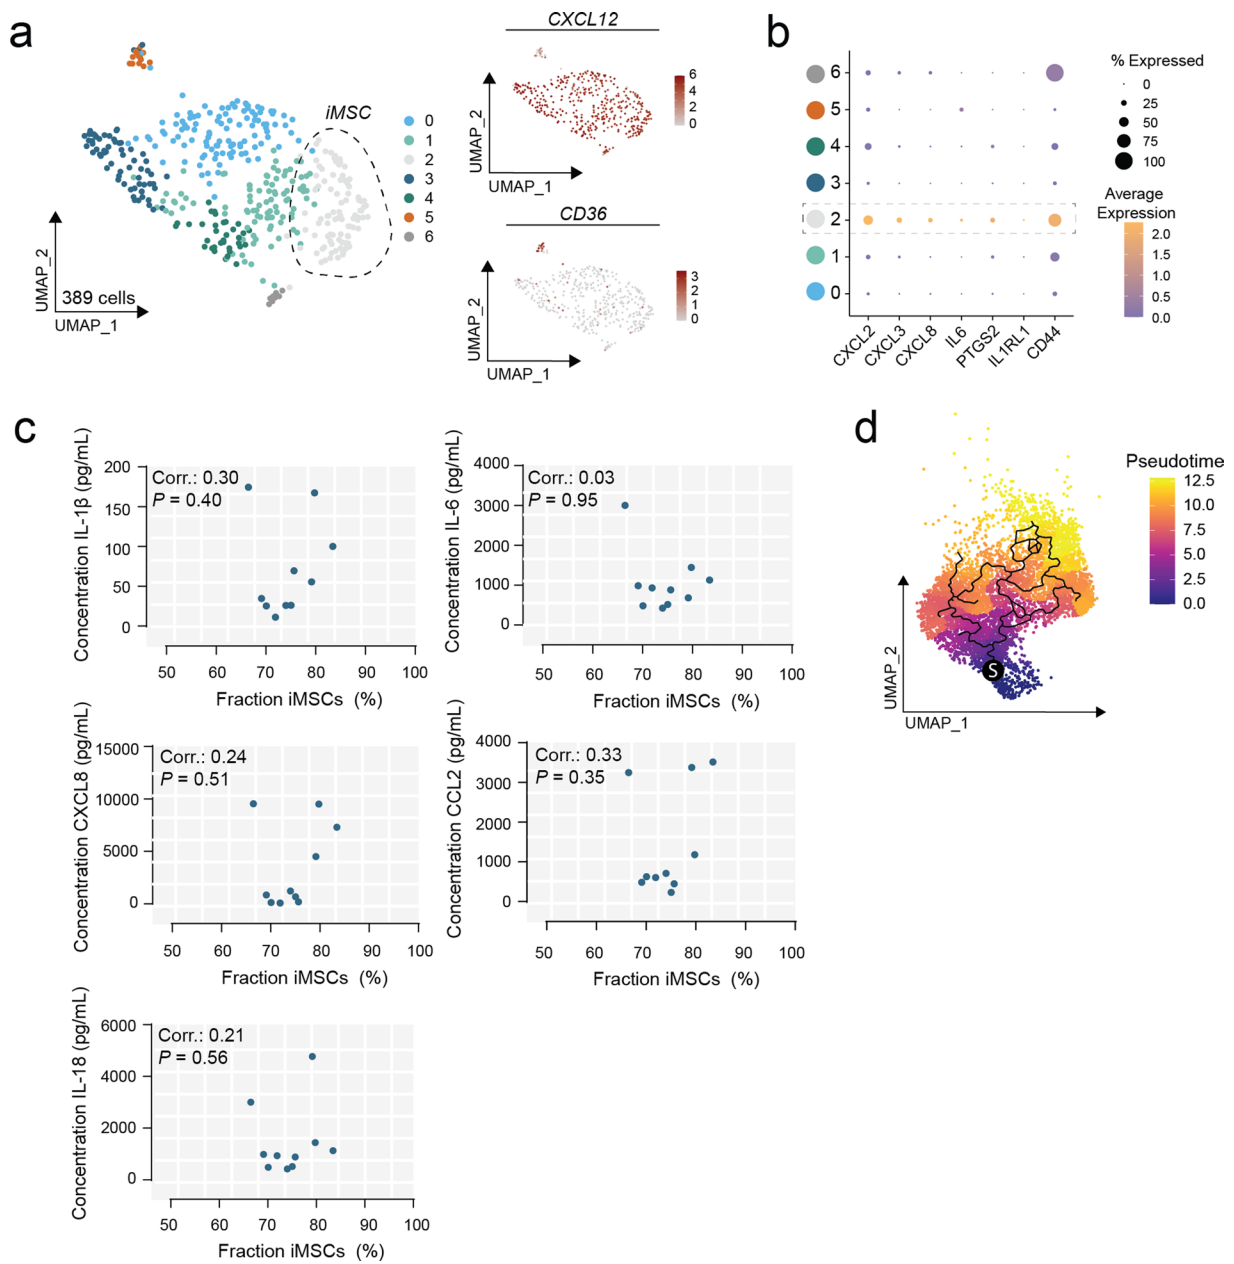 a
iMSC
0
1
2
3
4
5
6
UMAP_2
389 cells
UMAP_1
CXCL12
6
4
2
0
UMAP_2
UMAP_1
CD36
3
2
1
0
UMAP_2
UMAP_1
b
6
5
4
3
2
1
0
CXCL2
CXCL3
CXCL8
IL6
PTGS2
IL1RL1
CD44
% Expressed
0
25
50
75
100
Average
Expression
2.0
1.5
1.0
0.5
0.0
c
Concentration IL-1β (pg/mL)
200
150
100
50
0
Corr.: 0.30
P = 0.40
50 60 70 80 90 100
Fraction iMSCs (%)
Concentration IL-6 (pg/mL)
4000
3000
2000
1000
0
Corr.: 0.03
P = 0.95
50 60 70 80 90 100
Fraction iMSCs (%)
Concentration CXCL8 (pg/mL)
15000
10000
5000
0
Corr.: 0.24
P = 0.51
50 60 70 80 90 100
Fraction iMSCs (%)
Concentration CCL2 (pg/mL)
4000
3000
2000
1000
0
Corr.: 0.33
P = 0.35
50 60 70 80 90 100
Fraction iMSCs (%)
Concentration IL-18 (pg/mL)
6000
4000
2000
0
Corr.: 0.21
P = 0.56
50 60 70 80 90 100
Fraction iMSCs (%)
d
Pseudotime
12.5
10.0
7.5
5.0
2.5
0.0
S
UMAP_2
UMAP_1